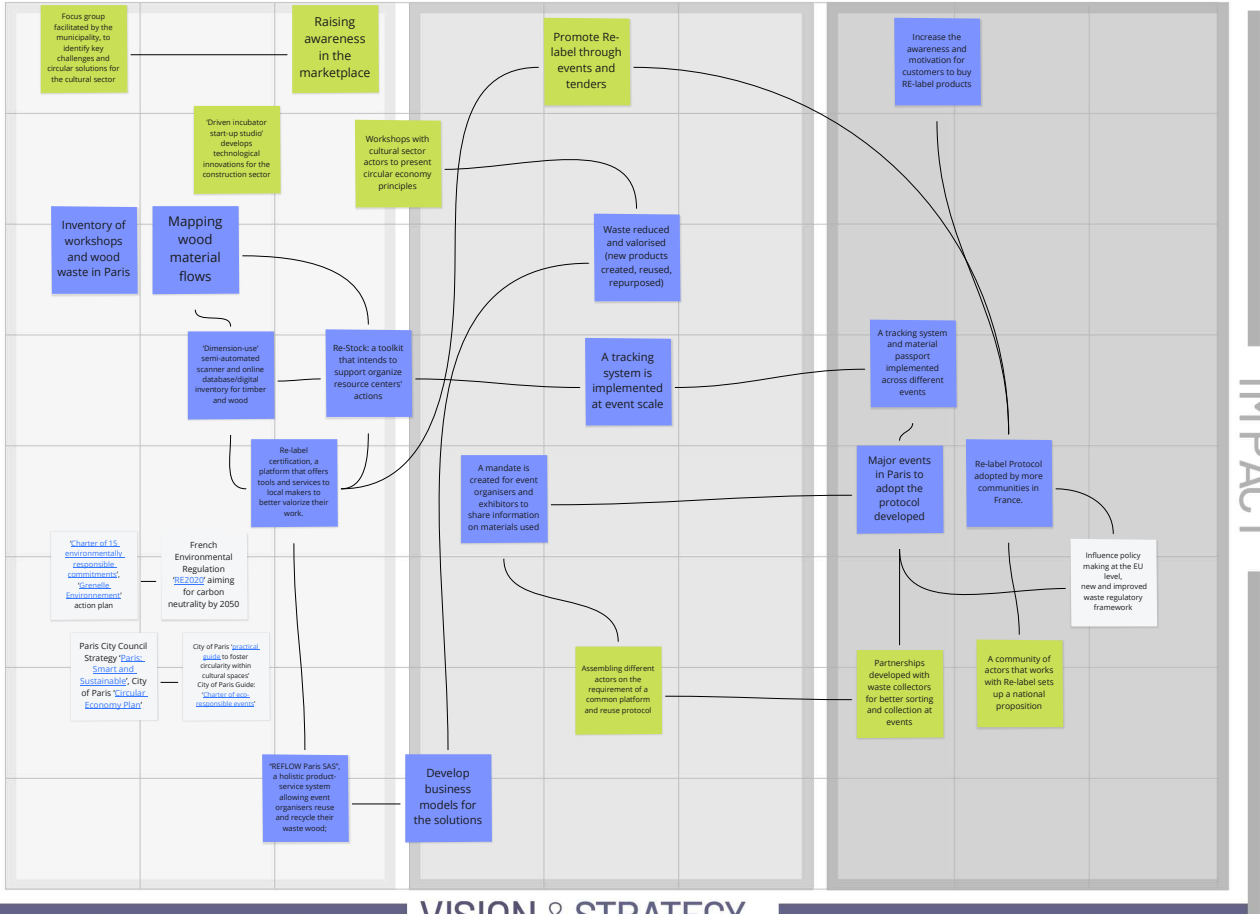 Focus group
facilitated by the
municipality, to
identify key
challenges and
circular solutions for
the cultural sector
Raising
awareness
in the
marketplace
Promote Re-
label through
events and
tenders
Increase the
awareness and
motivation for
customers to buy
RE-label products
'Driven incubator
start-up studio'
develops
technological
innovations for the
construction sector
Workshops with
cultural sector
actors to present
circular economy
principles
Inventory of
workshops
and wood
waste in Paris
Mapping
wood
material
flows
Waste reduced
and valorised
(new products
created, reused,
repurposed)
'Dimension-use'
semi-automated
scanner and online
database/digital
inventory for timber
and wood
Re-Stock: a toolkit
that intends to
support organize
resource centers'
actions
A tracking
system is
implemented
at event scale
A tracking system
and material
passport
implemented
across different
events
Re-label
certification, a
platform that offers
tools and services to
local makers to
better valorize their
work.
A mandate is
created for event
organisers and
exhibitors to
share information
on materials used
Major events
in Paris to
adopt the
protocol
developed
Re-label Protocol
adopted by more
communities in
France.
IMPACT
'Charter of 15
environmentally
responsible
commitments',
'Grenelle
Environnement'
action plan
French
Environmental
Regulation
'RE2020' aiming
for carbon
neutrality by 2050
Influence policy
making at the EU
level,
new and improved
waste regulatory
framework
Paris City Council
Strategy 'Paris:
Smart and
Sustainable', City
of Paris 'Circular
Economy Plan'
City of Paris 'practical
guide to foster
circularity within
cultural spaces'
City of Paris Guide:
'Charter of eco-
responsible events'
Assembling different
actors on the
requirement of a
common platform
and reuse protocol
Partnerships
developed with
waste collectors
for better sorting
and collection at
events
A community of
actors that works
with Re-label sets
up a national
proposition
"REFLOW Paris SAS",
a holistic product-
service system
allowing event
organisers reuse
and recycle their
waste wood;
Develop
business
models for
the solutions
VISION & STRATEGY